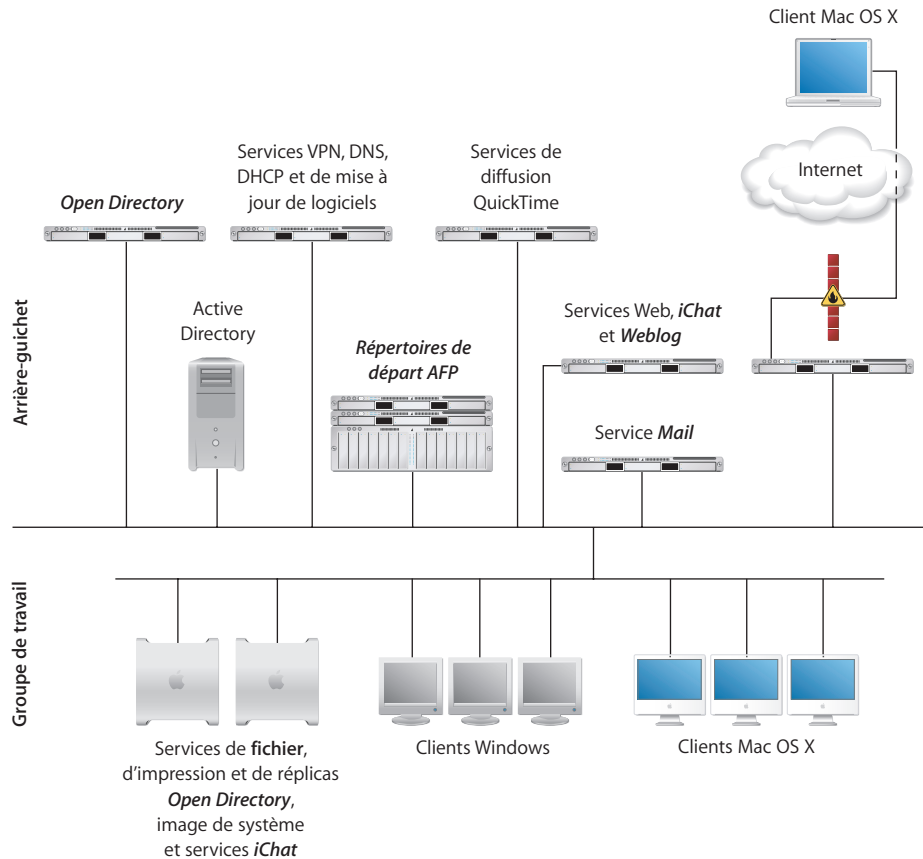 Client Mac OS X
Internet
Services VPN, DNS,
DHCP et de mise à
jour de logiciels
Services de
diffusion
QuickTime
Open Directory
Arrière-guichet
Active
Directory
Répertoires de
départ AFP
Services Web, iChat
et Weblog
Service Mail
Groupe de travail
Services de fichier,
d’impression et de réplicas
Open Directory,
image de système
et services iChat
Clients Windows
Clients Mac OS X